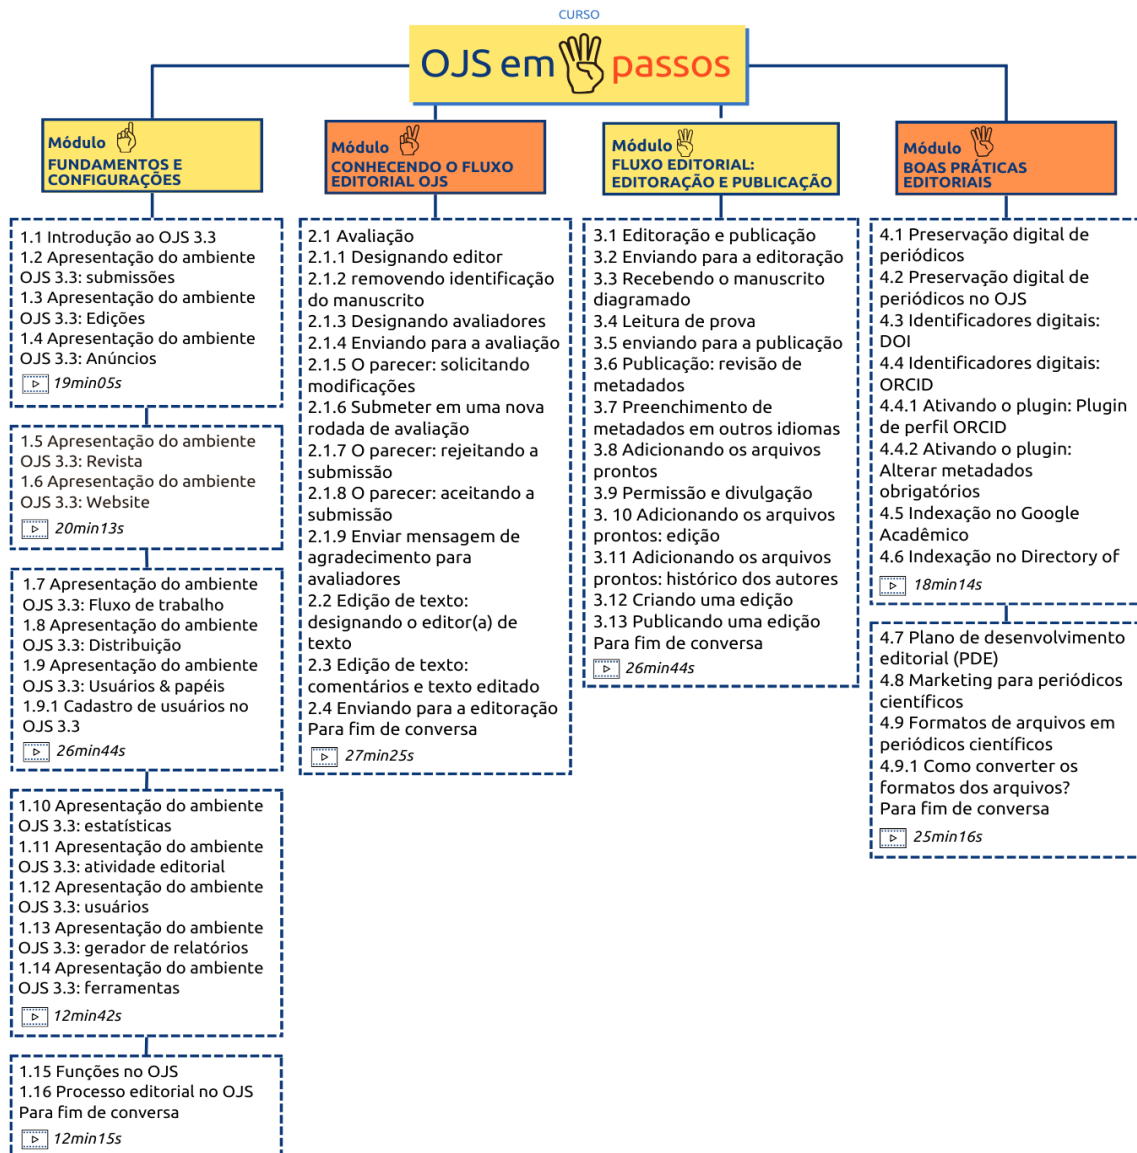 CURSO
OJS em passos
Módulo
FUNDAMENTOS E
CONFIGURAÇÕES
1.1 Introdução ao OJS 3.3
1.2 Apresentação do ambiente
OJS 3.3: submissões
1.3 Apresentação do ambiente
OJS 3.3: Edições
1.4 Apresentação do ambiente
OJS 3.3: Anúncios
19min05s
1.5 Apresentação do ambiente
OJS 3.3: Revista
1.6 Apresentação do ambiente
OJS 3.3: Website
20min13s
1.7 Apresentação do ambiente
OJS 3.3: Fluxo de trabalho
1.8 Apresentação do ambiente
OJS 3.3: Distribuição
1.9 Apresentação do ambiente
OJS 3.3: Usuários & papéis
1.9.1 Cadastro de usuários no
OJS 3.3
26min44s
1.10 Apresentação do ambiente
OJS 3.3: estatísticas
1.11 Apresentação do ambiente
OJS 3.3: atividade editorial
1.12 Apresentação do ambiente
OJS 3.3: usuários
1.13 Apresentação do ambiente
OJS 3.3: gerador de relatórios
1.14 Apresentação do ambiente
OJS 3.3: ferramentas
12min42s
1.15 Funções no OJS
1.16 Processo editorial no OJS
Para fim de conversa
12min15s
Módulo
CONHECENDO O FLUXO
EDITORIAL OJS
2.1 Avaliação
2.1.1 Designando editor
2.1.2 removendo identificação
do manuscrito
2.1.3 Designando avaliadores
2.1.4 Enviando para a avaliação
2.1.5 O parecer: solicitando
modificações
2.1.6 Submeter em uma nova
rodada de avaliação
2.1.7 O parecer: rejeitando a
submissão
2.1.8 O parecer: aceitando a
submissão
2.1.9 Enviar mensagem de
agradecimento para
avaliadores
2.2 Edição de texto:
designando o editor(a) de
texto
2.3 Edição de texto:
comentários e texto editado
2.4 Enviando para a editoração
Para fim de conversa
27min25s
Módulo
FLUXO EDITORIAL:
EDITORAÇÃO E PUBLICAÇÃO
3.1 Editoração e publicação
3.2 Enviando para a editoração
3.3 Recebendo o manuscrito
diagramado
3.4 Leitura de prova
3.5 enviando para a publicação
3.6 Publicação: revisão de
metadados
3.7 Preenchimento de
metadados em outros idiomas
3.8 Adicionando os arquivos
prontos
3.9 Permissão e divulgação
3. 10 Adicionando os arquivos
prontos: edição
3.11 Adicionando os arquivos
prontos: histórico dos autores
3.12 Criando uma edição
3.13 Publicando uma edição
Para fim de conversa
26min44s
Módulo
BOAS PRÁTICAS
EDITORIAIS
4.1 Preservação digital de
periódicos
4.2 Preservação digital de
periódicos no OJS
4.3 Identificadores digitais:
DOI
4.4 Identificadores digitais:
ORCID
4.4.1 Ativando o plugin: Plugin
de perfil ORCID
4.4.2 Ativando o plugin:
Alterar metadados
obrigatórios
4.5 Indexação no Google
Acadêmico
4.6 Indexação no Directory of
18min14s
4.7 Plano de desenvolvimento
editorial (PDE)
4.8 Marketing para periódicos
científicos
4.9 Formatos de arquivos em
periódicos científicos
4.9.1 Como converter os
formatos dos arquivos?
Para fim de conversa
25min16s